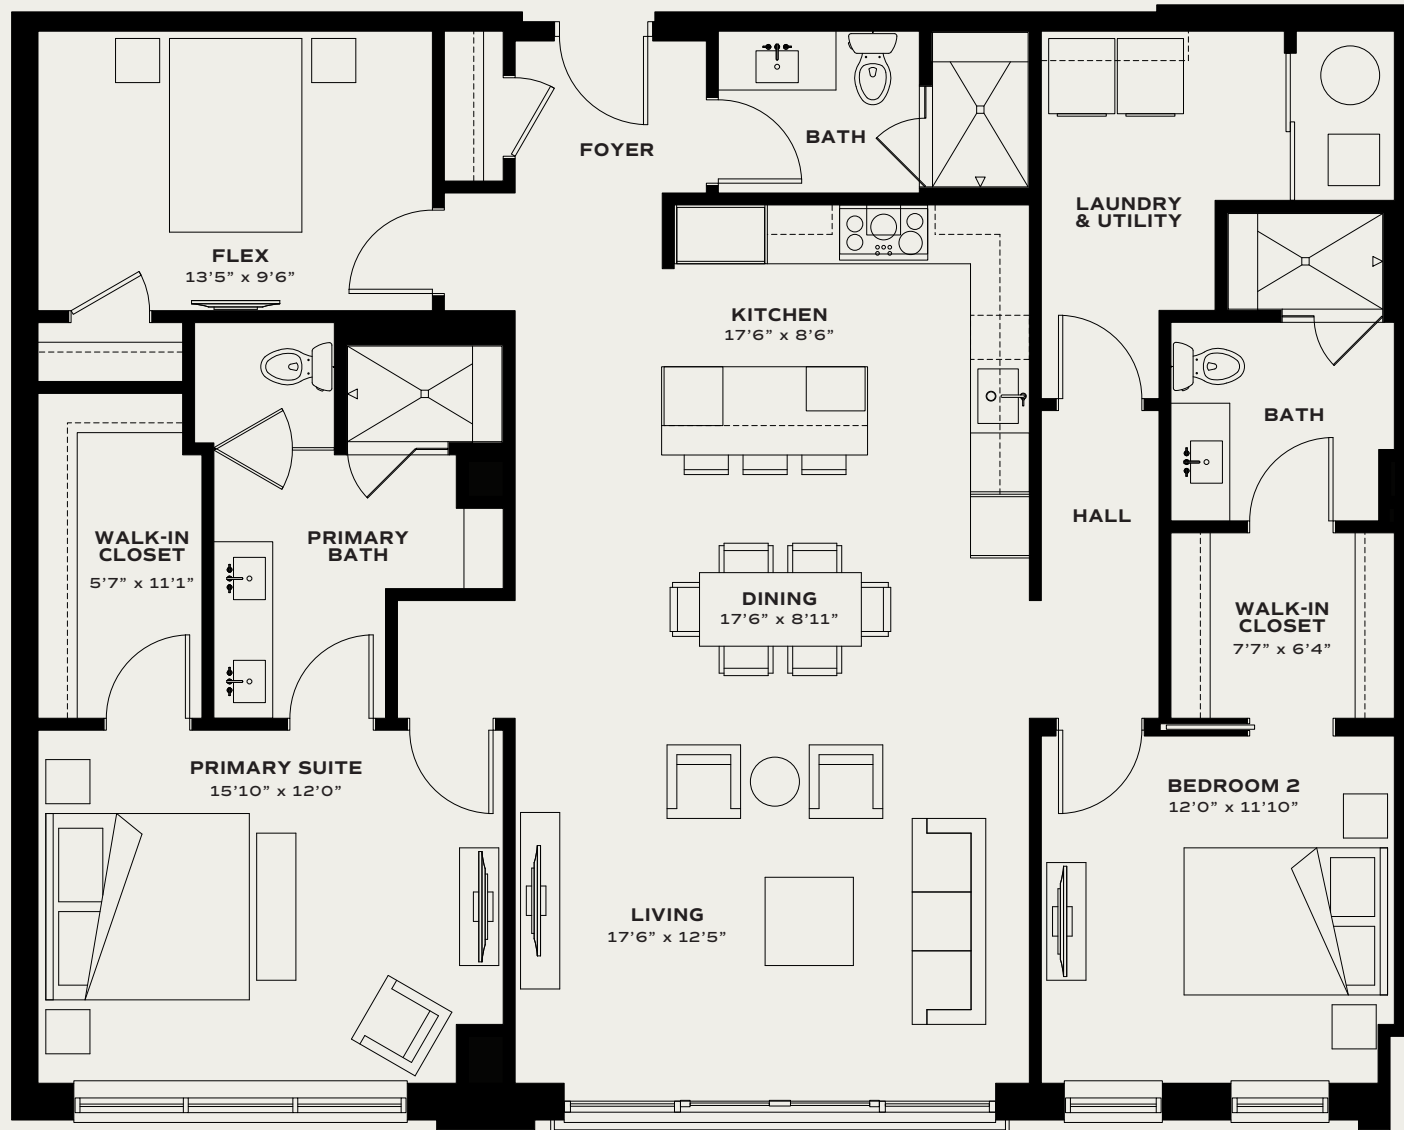 FOYER
BATH
FLEX
13’5” x 9’6”
LAUNDRY
& UTILITY
KITCHEN
17’6” x 8’6”
BATH
WALK-IN
CLOSET
5’7” x 11’1”
PRIMARY
BATH
HALL
DINING
17’6” x 8’11”
WALK-IN
CLOSET
7’7” x 6’4”
PRIMARY SUITE
15’10” x 12’0”
BEDROOM 2
12’0” x 11’10”
LIVING
17’6” x 12’5”